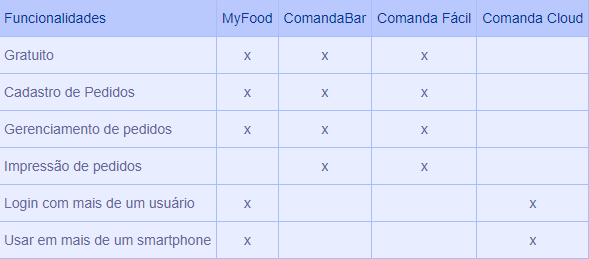 Funcionalidades MyFood ComandaBar Comanda Fácil Comanda Cloud
Gratuito x x x
Cadastro de Pedidos x x x
Gerenciamento de pedidos x x x
Impressão de pedidos x x
Login com mais de um usuário x x
Usar em mais de um smartphone x x